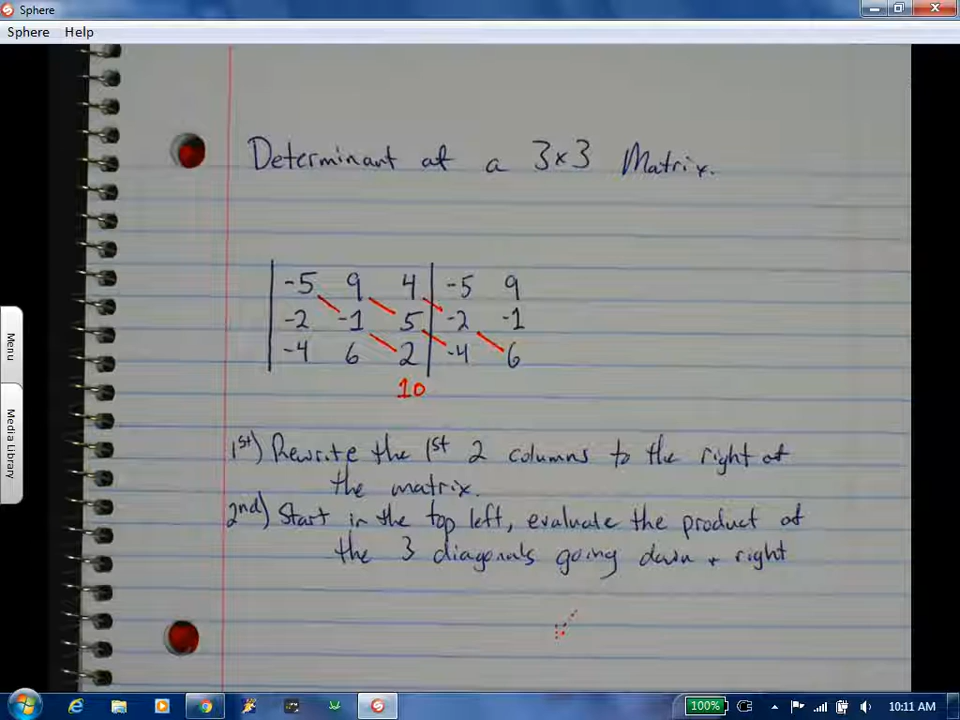 Sphere
Sphere Help
Determinant of a 3x3 Matrix.
-5 9 4 -5 9
-2 -1 5 -2 -1
-4 6 2 -4 6
10
1st) Rewrite the 1st 2 columns to the right of
the matrix.
2nd) Start in the top left, evaluate the product of
the 3 diagonals going down + right
Menu
Media Library
100%
10:11 AM